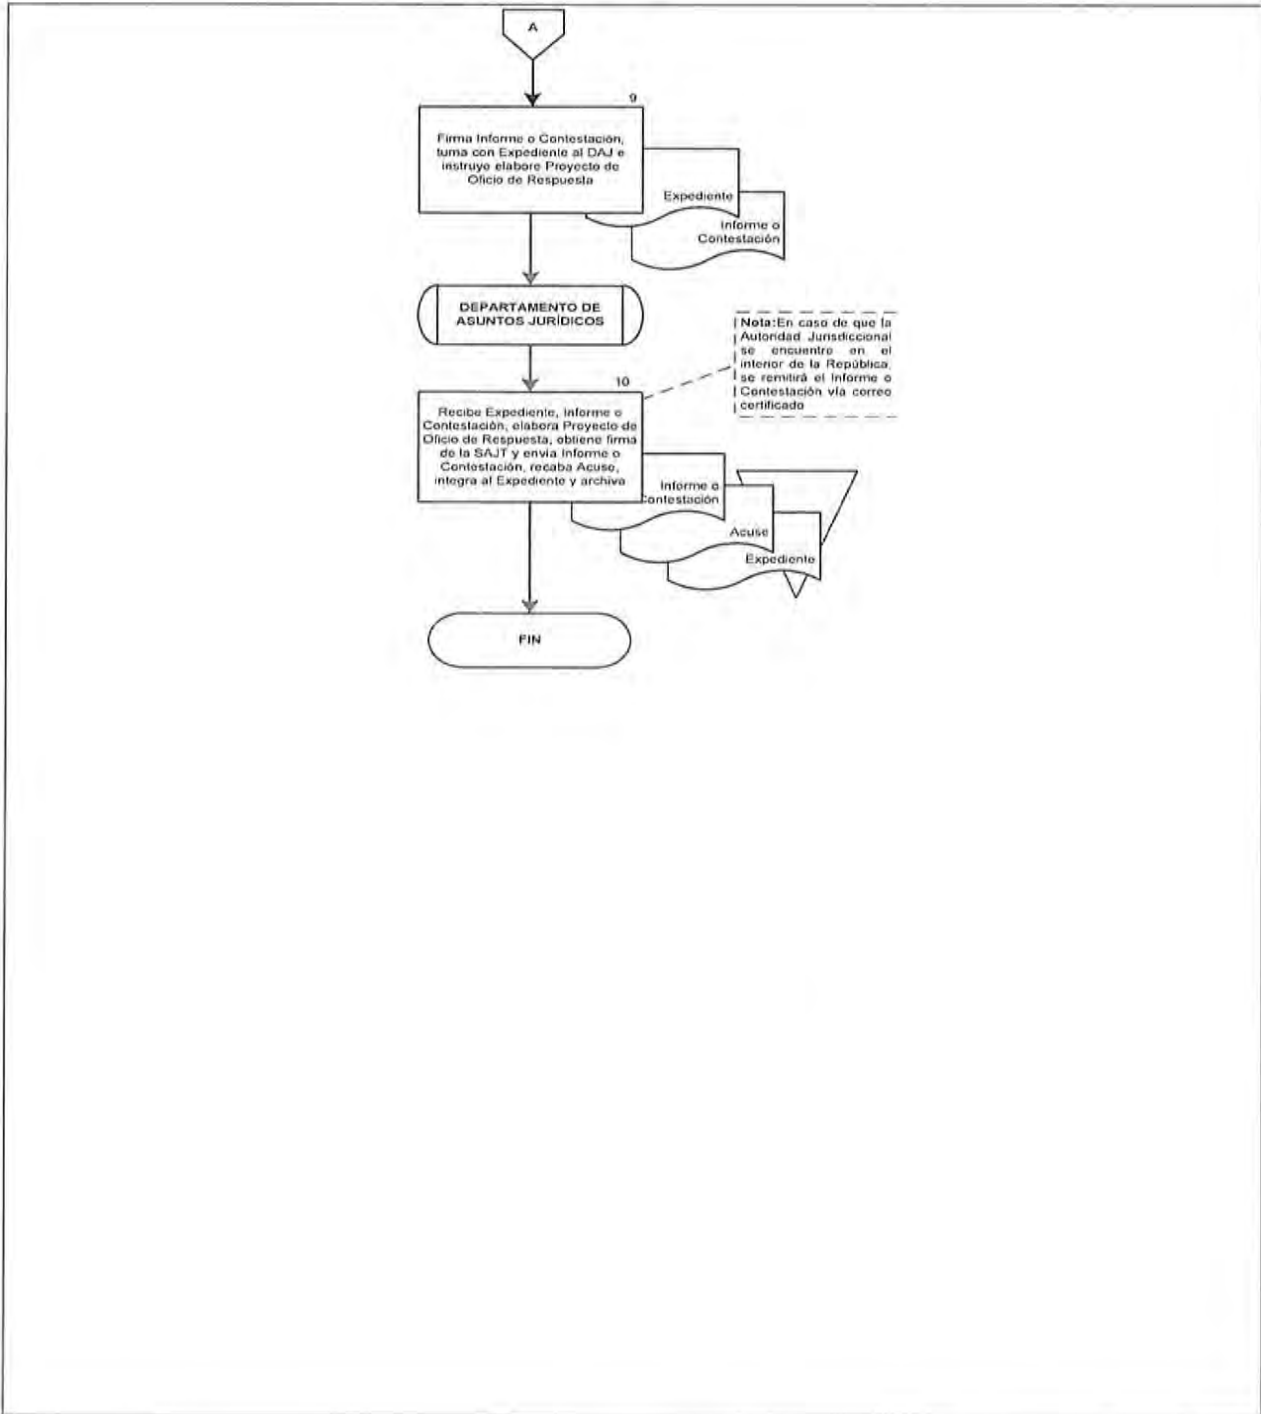 A
9
Firma Informe o Contestación,
turna con Expediente al DAJ e
instruye elabore Proyecto de
Oficio de Respuesta
Expediente
Informe o
Contestación
DEPARTAMENTO DE
ASUNTOS JURÍDICOS
Nota:En caso de que la
Autoridad Jurisdiccional
se encuentre en el
interior de la República,
se remitirá el Informe o
Contestación vía correo
certificado
10
Recibe Expediente, Informe o
Contestación, elabora Proyecto de
Oficio de Respuesta, obtiene firma
de la SAJT y envía Informe o
Contestación, recaba Acuse,
integra al Expediente y archiva
Informe o
Contestación
Acuse
Expediente
FIN